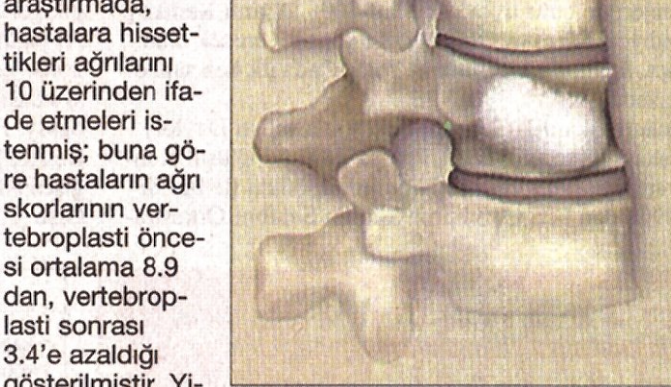 araştırmada,
hastalara hisset-
tikleri ağrılarını
10 üzerinden ifa-
de etmeleri is-
tenmiş; buna gö-
re hastaların ağrı
skorlarının ver-
tebroplasti önce-
si ortalama 8.9
dan, vertebrop-
lasti sonrası
3.4'e azaldığı
gösterilmiştir. Yi-